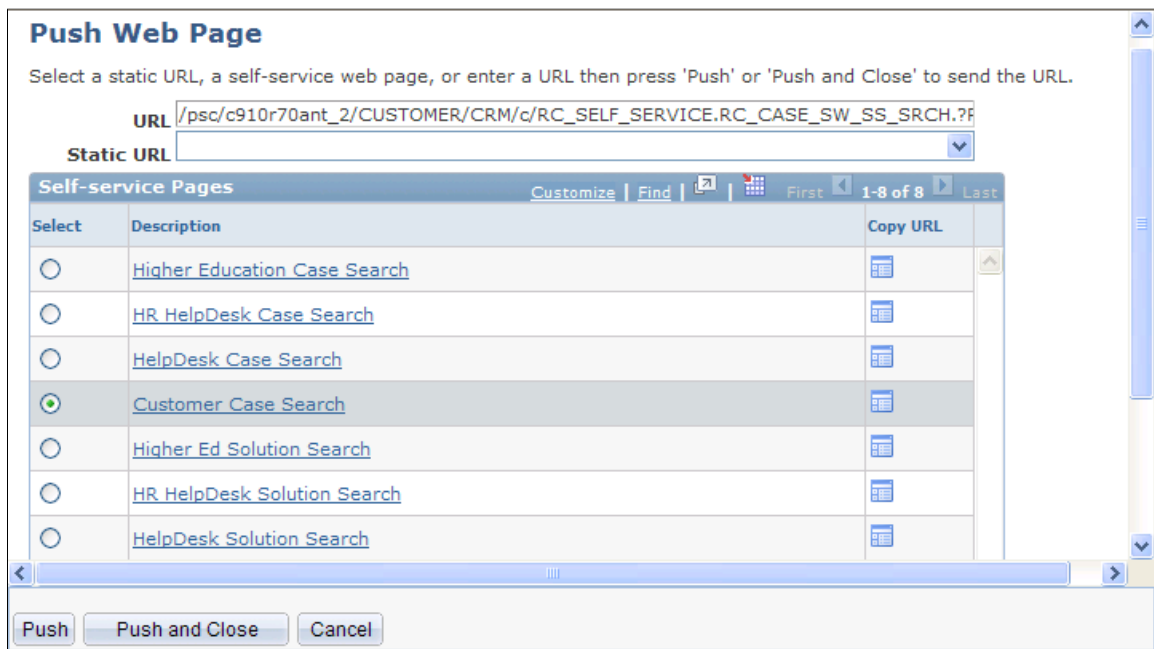 Push Web Page
Select a static URL, a self-service web page, or enter a URL then press 'Push' or 'Push and Close' to send the URL.
URL /psc/c910r70ant_2/CUSTOMER/CRM/c/RC_SELF_SERVICE.RC_CASE_SW_SS_SRCH.?F
Static URL
Self-service Pages Customize | Find | | First 1-8 of 8 Last
Select Description Copy URL
Higher Education Case Search
HR HelpDesk Case Search
HelpDesk Case Search
Customer Case Search
Higher Ed Solution Search
HR HelpDesk Solution Search
HelpDesk Solution Search
Push Push and Close Cancel